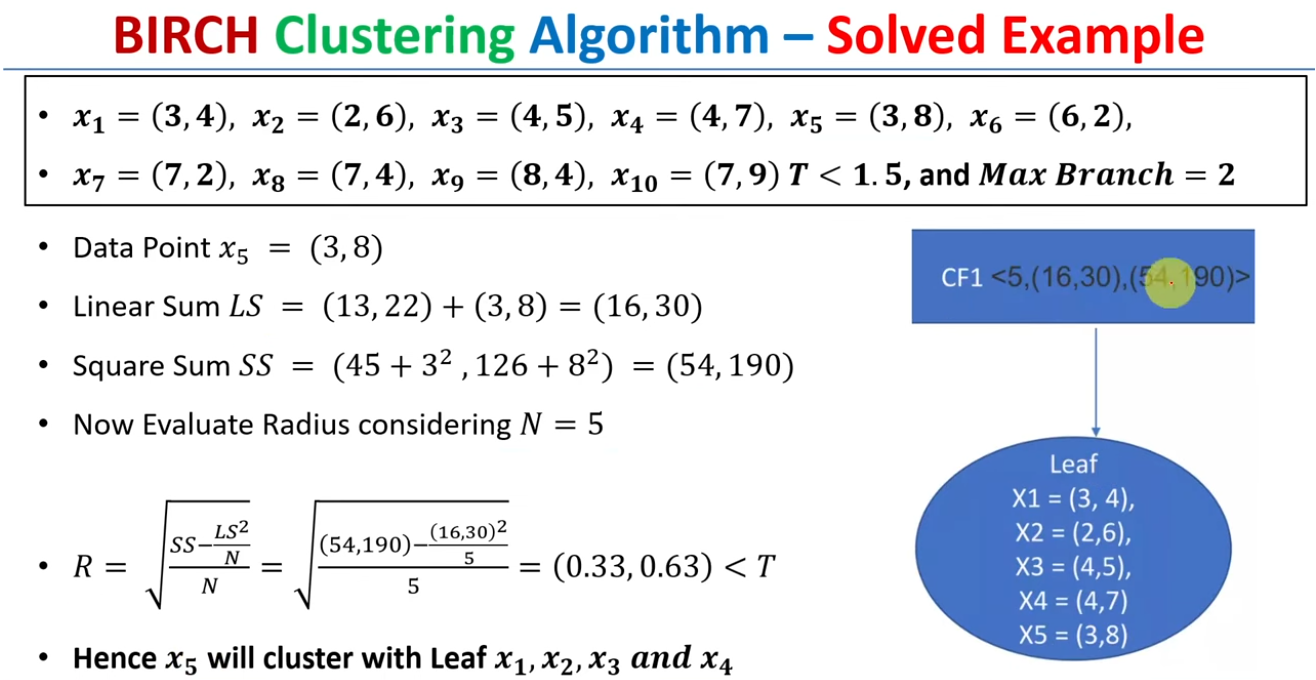 BIRCH Clustering Algorithm – Solved Example
• x₁ = (3, 4), x₂ = (2, 6), x₃ = (4, 5), x₄ = (4, 7), x₅ = (3, 8), x₆ = (6, 2),
• x₇ = (7, 2), x₈ = (7, 4), x₉ = (8, 4), x₁₀ = (7, 9) T < 1.5, and Max Branch = 2
• Data Point x₅ = (3, 8)
• Linear Sum LS = (13, 22) + (3, 8) = (16, 30)
• Square Sum SS = (45 + 3², 126 + 8²) = (54, 190)
• Now Evaluate Radius considering N = 5
• R = √((SS−LS²/N)/N) = √(((54,190)−(16,30)²/5)/5) = (0.33, 0.63) < T
• Hence x₅ will cluster with Leaf x₁, x₂, x₃ and x₄
CF1 <5,(16,30),(54,190)>
Leaf
X1 = (3, 4),
X2 = (2,6),
X3 = (4,5),
X4 = (4,7)
X5 = (3,8)